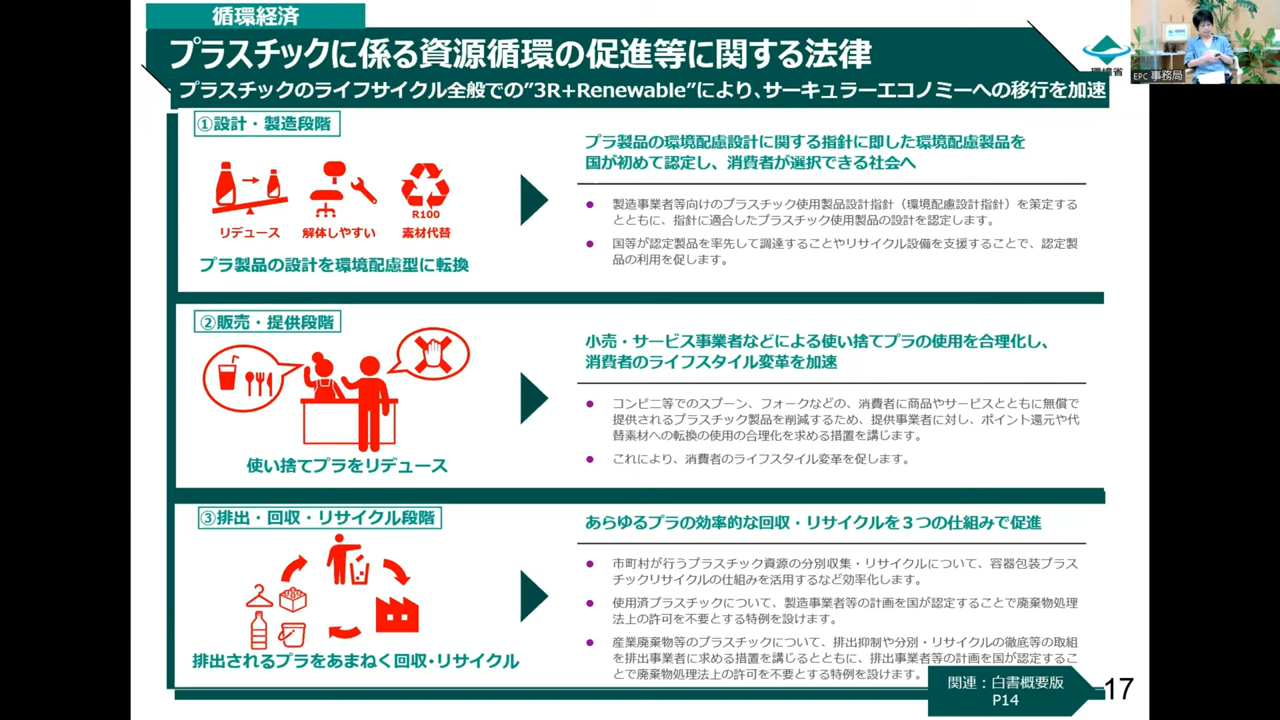 循環経済
プラスチックに係る資源循環の促進等に関する法律
環境省
EPC 事務局
プラスチックのライフサイクル全般での”3R+Renewable”により、サーキュラーエコノミーへの移行を加速
①設計・製造段階
リデュース
解体しやすい
R100
素材代替
プラ製品の設計を環境配慮型に転換
プラ製品の環境配慮設計に関する指針に即した環境配慮製品を
国が初めて認定し、消費者が選択できる社会へ
● 製造事業者等向けのプラスチック使用製品設計指針（環境配慮設計指針）を策定する
とともに、指針に適合したプラスチック使用製品の設計を認定します。
● 国等が認定製品を率先して調達することやリサイクル設備を支援することで、認定製
品の利用を促します。
②販売・提供段階
使い捨てプラをリデュース
小売・サービス事業者などによる使い捨てプラの使用を合理化し、
消費者のライフスタイル変革を加速
● コンビニ等でのスプーン、フォークなどの、消費者に商品やサービスとともに無償で
提供されるプラスチック製品を削減するため、提供事業者に対し、ポイント還元や代
替素材への転換の使用の合理化を求める措置を講じます。
● これにより、消費者のライフスタイル変革を促します。
③排出・回収・リサイクル段階
排出されるプラをあまねく回収・リサイクル
あらゆるプラの効率的な回収・リサイクルを３つの仕組みで促進
● 市町村が行うプラスチック資源の分別収集・リサイクルについて、容器包装プラス
チックリサイクルの仕組みを活用するなど効率化します。
● 使用済プラスチックについて、製造事業者等の計画を国が認定することで廃棄物処理
法上の許可を不要とする特例を設けます。
● 産業廃棄物等のプラスチックについて、排出抑制や分別・リサイクルの徹底等の取組
を排出事業者に求める措置を講じるとともに、排出事業者等の計画を国が認定するこ
とで廃棄物処理法上の許可を不要とする特例を設けます。
関連：白書概要版
P14
17